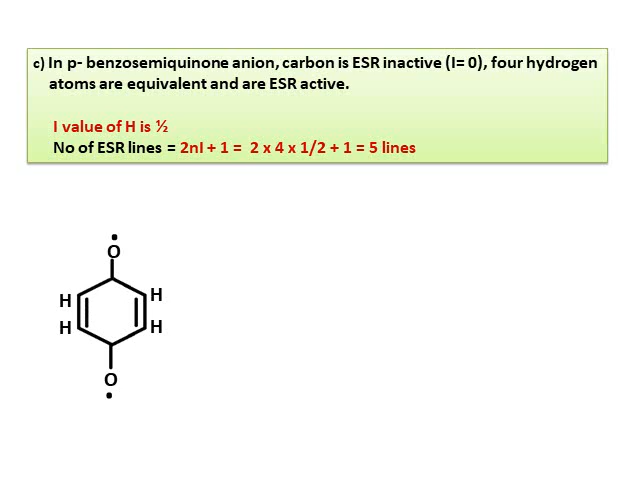 c) In p- benzosemiquinone anion, carbon is ESR inactive (I= 0), four hydrogen
atoms are equivalent and are ESR active.
I value of H is ½
No of ESR lines = 2nI + 1 = 2 x 4 x 1/2 + 1 = 5 lines
O
H H
H H
O